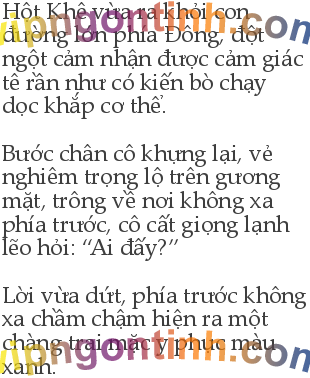 Hôt Khê vừa ra khỏi con
đường lớn phía Đông, đột
ngột cảm nhận được cảm giác
tê rần như có kiến bò chạy
dọc khắp cơ thể.
Bước chân cô khựng lại, vẻ
nghiêm trọng lộ trên gương
mặt, trông về nơi không xa
phía trước, cô cất giọng lạnh
lẽo hỏi: “Ai đấy?”
Lời vừa dứt, phía trước không
xa chầm chậm hiện ra một
chàng trai mặc y phục màu
xanh.
vipngontinh.com
vipngontinh.com